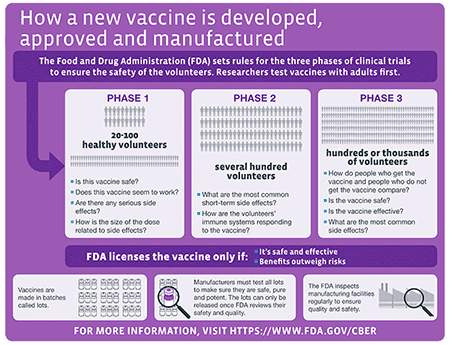 How a new vaccine is developed,
approved and manufactured
The Food and Drug Administration (FDA) sets rules for the three phases of clinical trials
to ensure the safety of the volunteers. Researchers test vaccines with adults first.
PHASE 1
20-100
healthy volunteers
Is this vaccine safe?
Does this vaccine seem to work?
Are there any serious side
effects?
How is the size of the dose
related to side effects?
PHASE 2
several hundred
volunteers
What are the most common
short-term side effects?
How are the volunteers'
immune systems responding
to the vaccine?
PHASE 3
hundreds or thousands
of volunteers
How do people who get the
vaccine and people who do not
get the vaccine compare?
Is the vaccine safe?
Is the vaccine effective?
What are the most common
side effects?
FDA licenses the vaccine only if:
It's safe and effective
Benefits outweigh risks
Vaccines are
made in batches
called lots.
Manufacturers must test all lots
to make sure they are safe, pure
and potent. The lots can only be
released once FDA reviews their
safety and quality.
The FDA inspects
manufacturing facilities
regularly to ensure
quality and safety.
FOR MORE INFORMATION, VISIT HTTPS://WWW.FDA.GOV/CBER